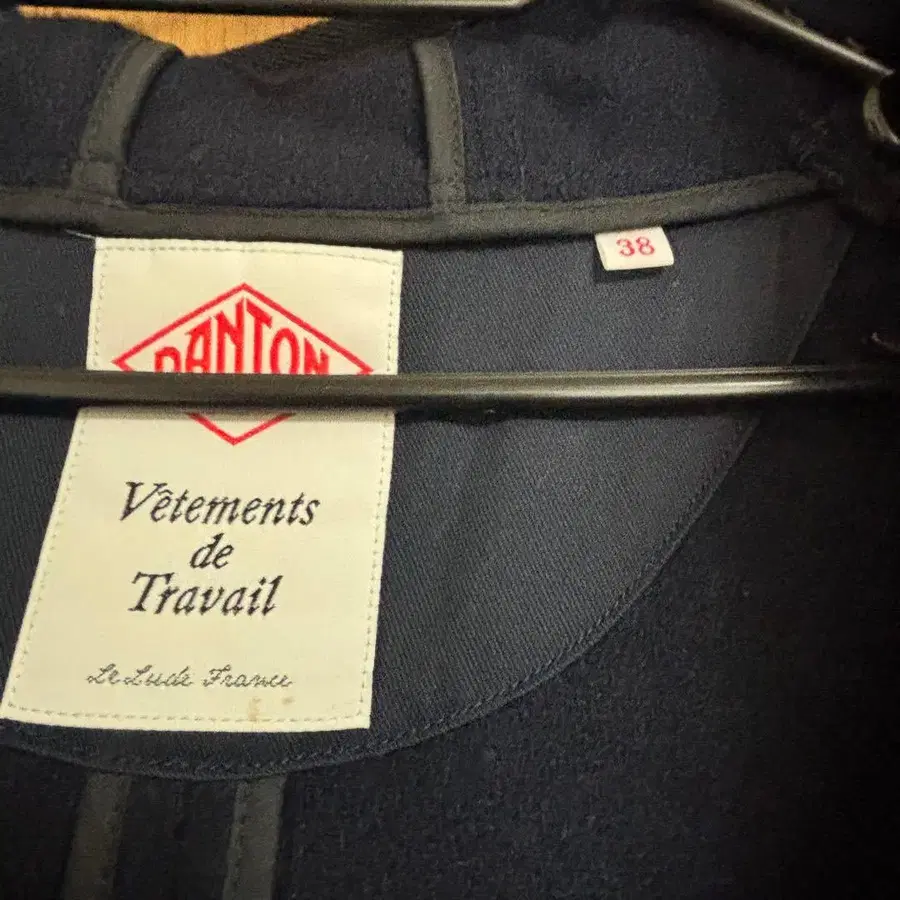 38
DANTON
Vêtements
de
Travail
Le Lude France